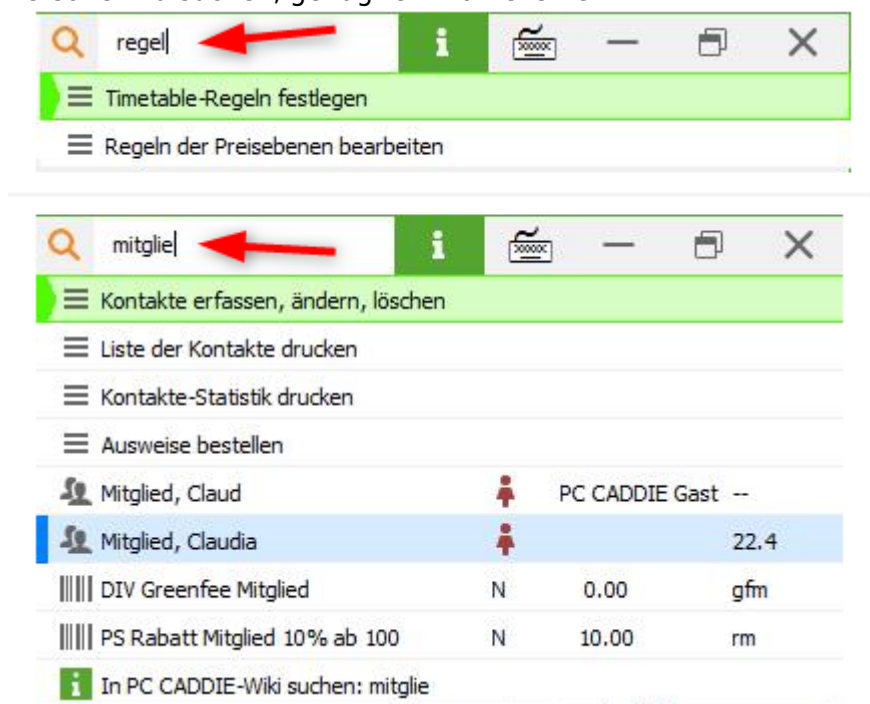 regel
Timetable-Regeln festlegen
Regeln der Preisebenen bearbeiten
mitglie
Kontakte erfassen, ändern, löschen
Liste der Kontakte drucken
Kontakte-Statistik drucken
Ausweise bestellen
Mitglied, Claud PC CADDIE Gast --
Mitglied, Claudia 22.4
DIV Greenfee Mitglied N 0.00 gfm
PS Rabatt Mitglied 10% ab 100 N 10.00 rm
In PC CADDIE-Wiki suchen: mitglie